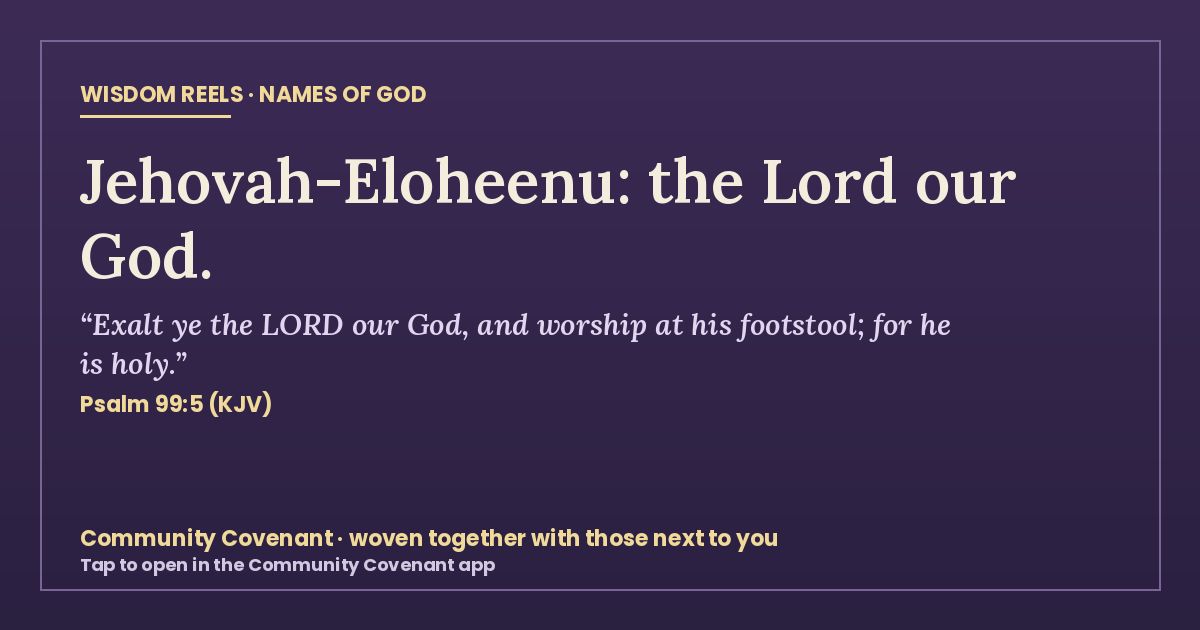 WISDOM REELS · NAMES OF GOD
Jehovah-Eloheenu: the Lord our
God.
“Exalt ye the LORD our God, and worship at his footstool; for he
is holy.”
Psalm 99:5 (KJV)
Community Covenant · woven together with those next to you
Tap to open in the Community Covenant app